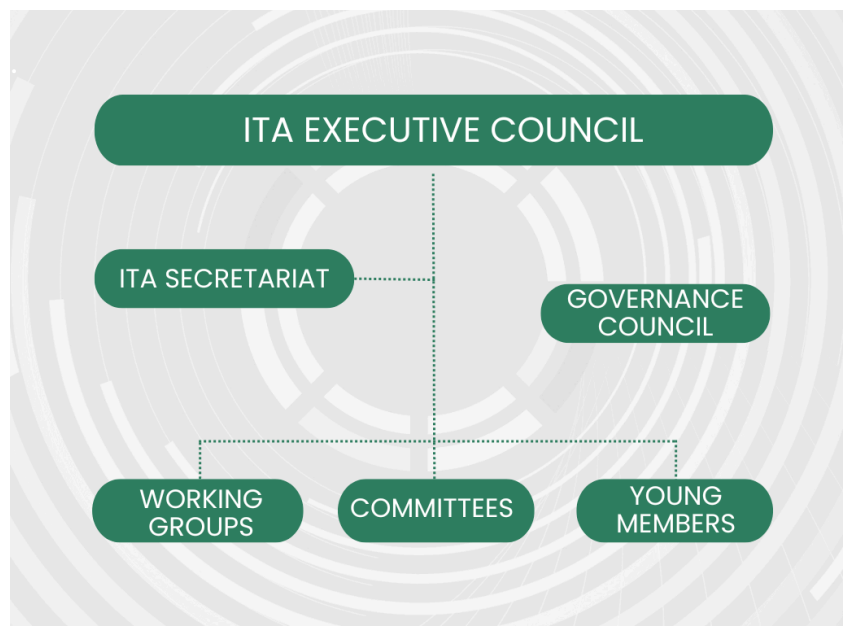 ITA EXECUTIVE COUNCIL
ITA SECRETARIAT
GOVERNANCE
COUNCIL
WORKING
GROUPS
COMMITTEES
YOUNG
MEMBERS